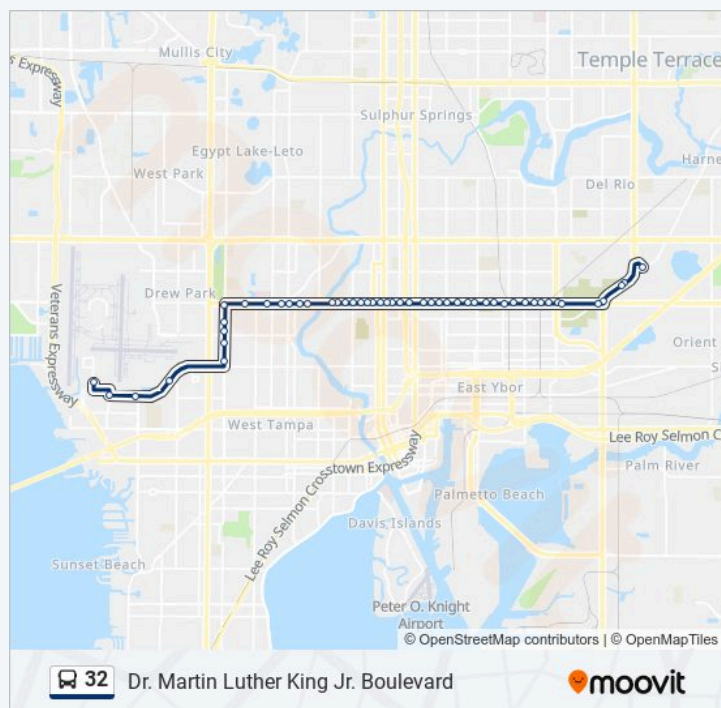 Mullis City
Temple Terrace
s Expressway
Sulphur Springs
Egypt Lake-Leto
Harne
West Park
Del Rio
Drew Park
Veterans Expressway
Orient
East Ybor
West Tampa
Lee Roy Selmon C
Lee Roy Selmon Crosstown Expressway
Palm River
Palmetto Beach
Davis Islands
Sunset Beach
Peter O. Knight
Airport
© OpenStreetMap contributors | © OpenMapTiles
32 Dr. Martin Luther King Jr. Boulevard
moovit